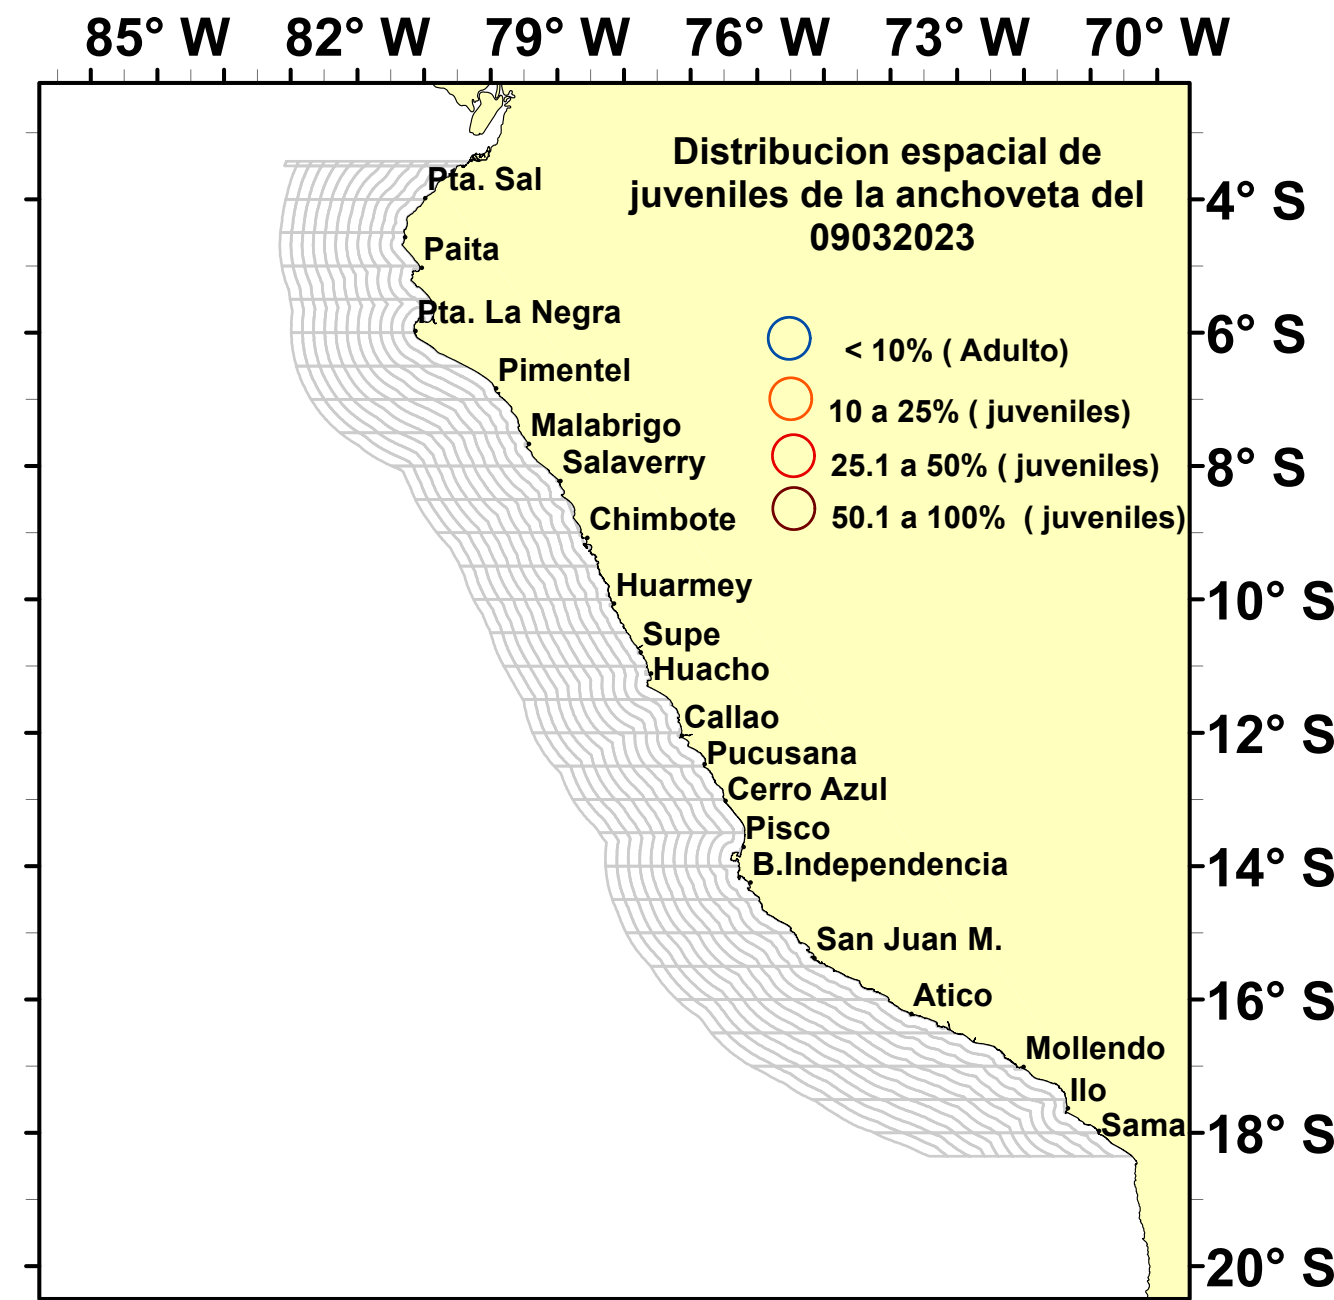 85° W 82° W 79° W 76° W 73° W 70° W
Distribucion espacial de
juveniles de la anchoveta del
09032023
Pta. Sal
4° S
Paita
Pta. La Negra
6° S
< 10% ( Adulto)
Pimentel
10 a 25% ( juveniles)
Malabrigo
Salaverry
25.1 a 50% ( juveniles)
8° S
Chimbote
50.1 a 100% ( juveniles)
Huarmey
10° S
Supe
Huacho
Callao
12° S
Pucusana
Cerro Azul
Pisco
B.Independencia
14° S
San Juan M.
Atico
16° S
Mollendo
Ilo
Sama
18° S
20° S